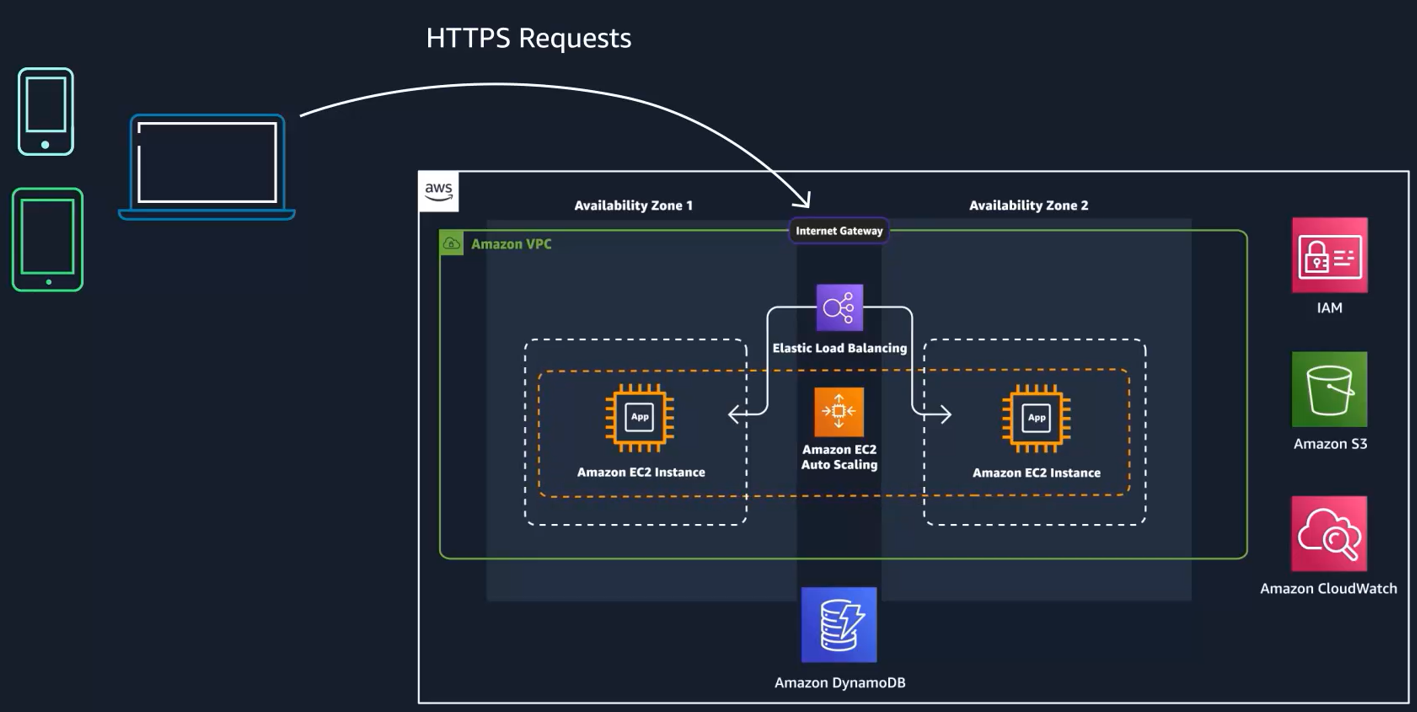 HTTPS Requests
aws
Availability Zone 1
Availability Zone 2
Internet Gateway
Amazon VPC
IAM
Elastic Load Balancing
App
App
Amazon EC2
Auto Scaling
Amazon EC2 Instance
Amazon EC2 Instance
Amazon S3
Amazon CloudWatch
Amazon DynamoDB